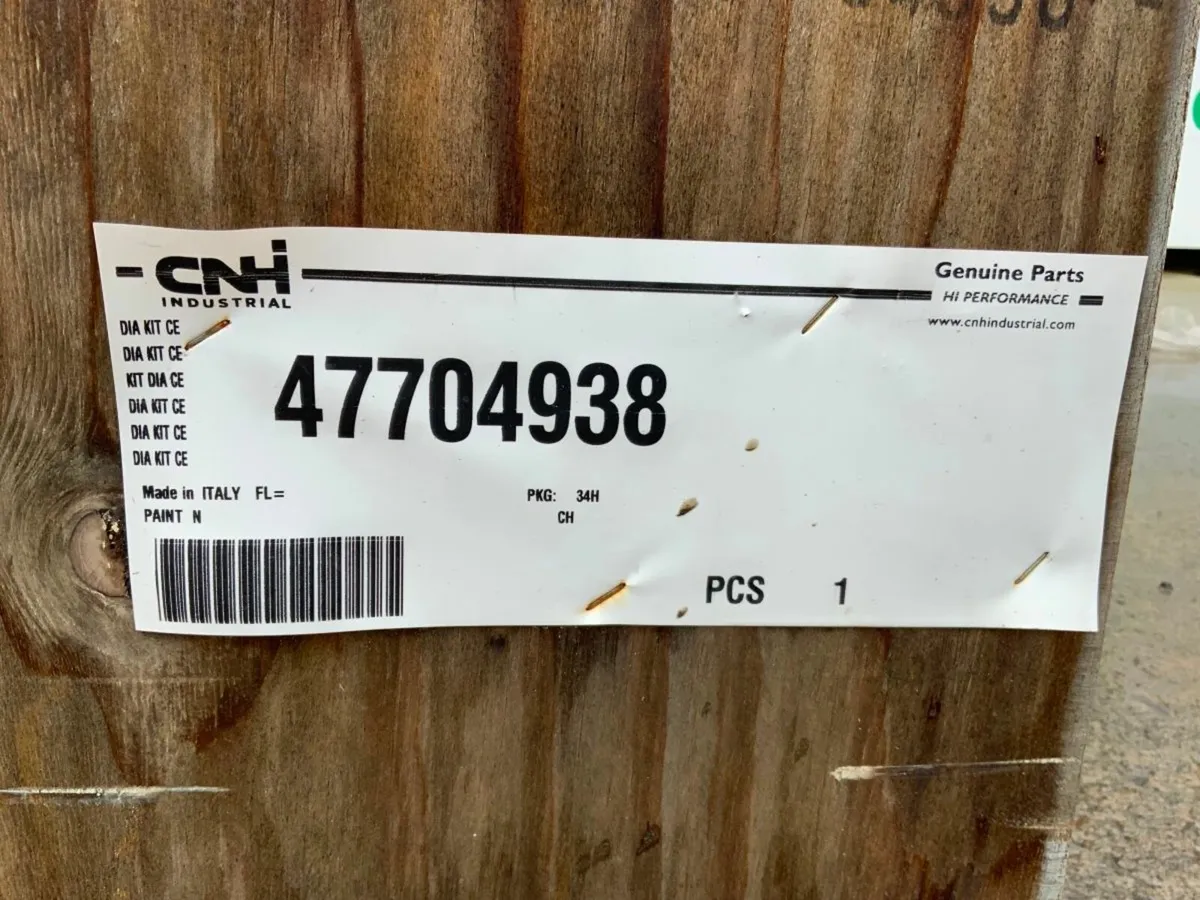 CNH
INDUSTRIAL
Genuine Parts
HI PERFORMANCE
www.cnhindustrial.com
DIA KIT CE
DIA KIT CE
KIT DIA CE
DIA KIT CE
DIA KIT CE
DIA KIT CE
47704938
Made in ITALY FL=
PAINT N
PKG: 34H
CH
PCS 1